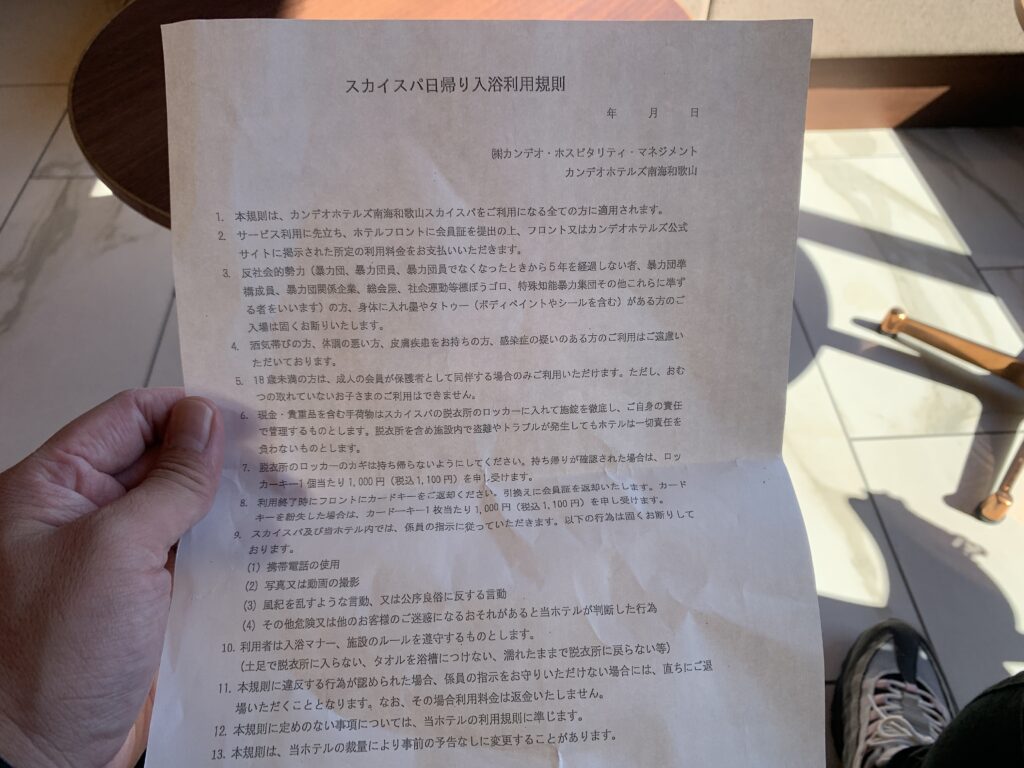 スカイスパ日帰り入浴利用規則
年　　月　　日
㈱カンデオ・ホスピタリティ・マネジメント
カンデオホテルズ南海和歌山
1. 本規則は、カンデオホテルズ南海和歌山スカイスパをご利用になる全ての方に適用されます。
2. サービス利用に先立ち、ホテルフロントに会員証を提出の上、フロント又はカンデオホテルズ公式
サイトに掲示された所定の利用料金をお支払いいただきます。
3. 反社会的勢力（暴力団、暴力団員、暴力団員でなくなったときから５年を経過しない者、暴力団準
構成員、暴力団関係企業、総会屋、社会運動等標ぼうゴロ、特殊知能暴力集団その他これらに準ず
る者をいいます）の方、身体に入れ墨やタトゥー（ボディペイントやシールを含む）がある方のご
入場は固くお断りいたします。
4. 酒気帯びの方、体調の悪い方、皮膚疾患をお持ちの方、感染症の疑いのある方のご利用はご遠慮い
ただいております。
5. 18歳未満の方は、成人の会員が保護者として同伴する場合のみご利用いただけます。ただし、おむ
つの取れていないお子さまのご利用はできません。
6. 現金・貴重品を含む手荷物はスカイスパの脱衣所のロッカーに入れて施錠を徹底し、ご自身の責任
で管理するものとします。脱衣所を含め施設内で盗難やトラブルが発生してもホテルは一切責任を
負わないものとします。
7. 脱衣所のロッカーのカギは持ち帰らないようにしてください。持ち帰りが確認された場合は、ロッ
カーキー1個当たり1,000円（税込1,100円）を申し受けます。
8. 利用終了時にフロントにカードキーをご返却ください。引換えに会員証を返却いたします。カード
キーを紛失した場合は、カードーキー1枚当たり1,000円（税込1,100円）を申し受けます。
9. スカイスパ及び当ホテル内では、係員の指示に従っていただきます。以下の行為は固くお断りして
おります。
(1) 携帯電話の使用
(2) 写真又は動画の撮影
(3) 風紀を乱すような言動、又は公序良俗に反する言動
(4) その他危険又は他のお客様のご迷惑になるおそれがあると当ホテルが判断した行為
10. 利用者は入浴マナー、施設のルールを遵守するものとします。
（土足で脱衣所に入らない、タオルを浴槽につけない、濡れたままで脱衣所に戻らない等）
11. 本規則に違反する行為が認められた場合、係員の指示をお守りいただけない場合には、直ちにご退
場いただくこととなります。なお、その場合利用料金は返金いたしません。
12. 本規則に定めのない事項については、当ホテルの利用規則に準じます。
13. 本規則は、当ホテルの裁量により事前の予告なしに変更することがあります。